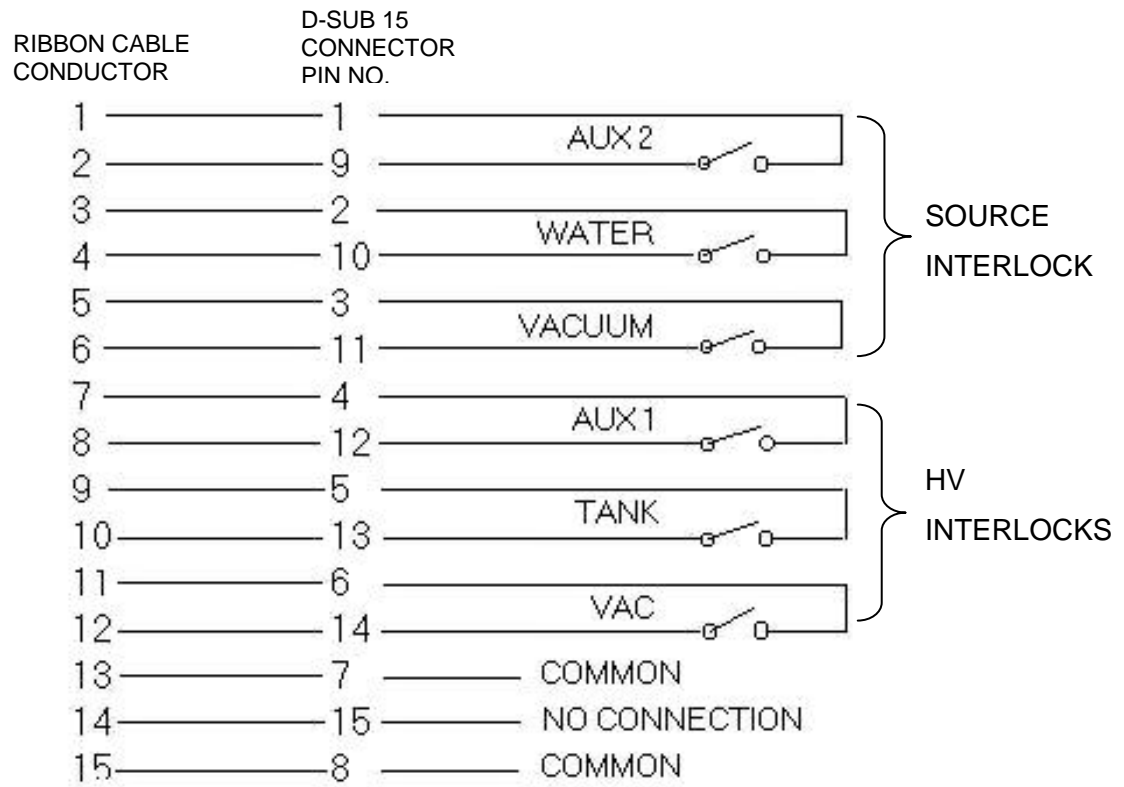 RIBBON CABLE
CONDUCTOR
D-SUB 15
CONNECTOR
PIN NO.
1 1
AUX 2
2 9
3 2
WATER
4 10
5 3
VACUUM
6 11
SOURCE
INTERLOCK
7 4
AUX 1
8 12
9 5
TANK
10 13
11 6
VAC
12 14
HV
INTERLOCKS
13 7 COMMON
14 15 NO CONNECTION
15 8 COMMON